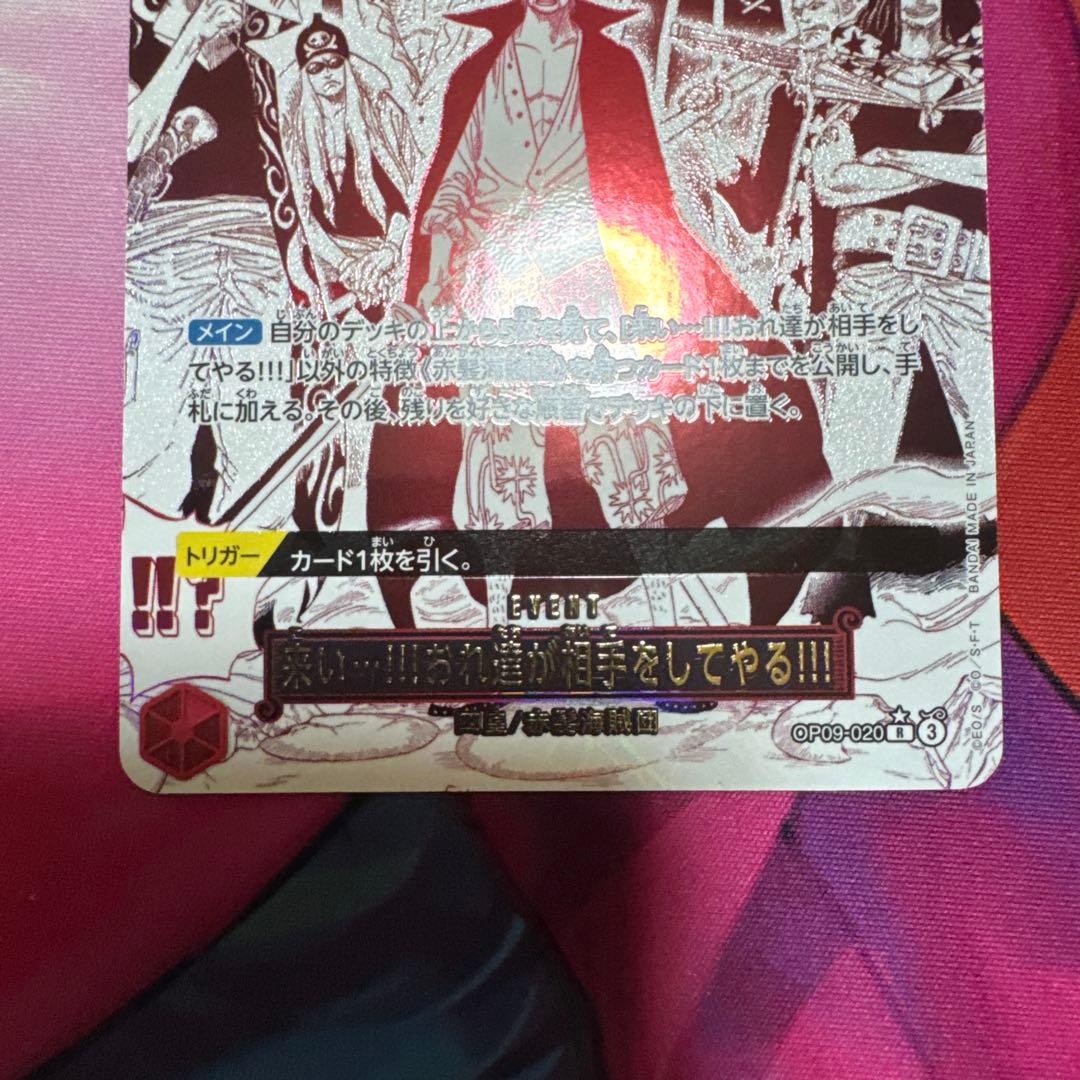 メイン 自分のデッキの上から を見て、「来い…!!!おれ達が相手をし
てやる!!!」以外の特徴《赤髪海賊団》を持つカード1枚までを公開し、手
札に加える。その後、残りを好きな順番でデッキの下に置く。
!!?
トリガー カード1枚を引く。
EVENT
来い…!!!おれ達が相手をしてやる!!!
四皇/赤髪海賊団
OP09-020 R 3
©E.O/S. ©O./S・F・T BANDAI MADE IN JAPAN